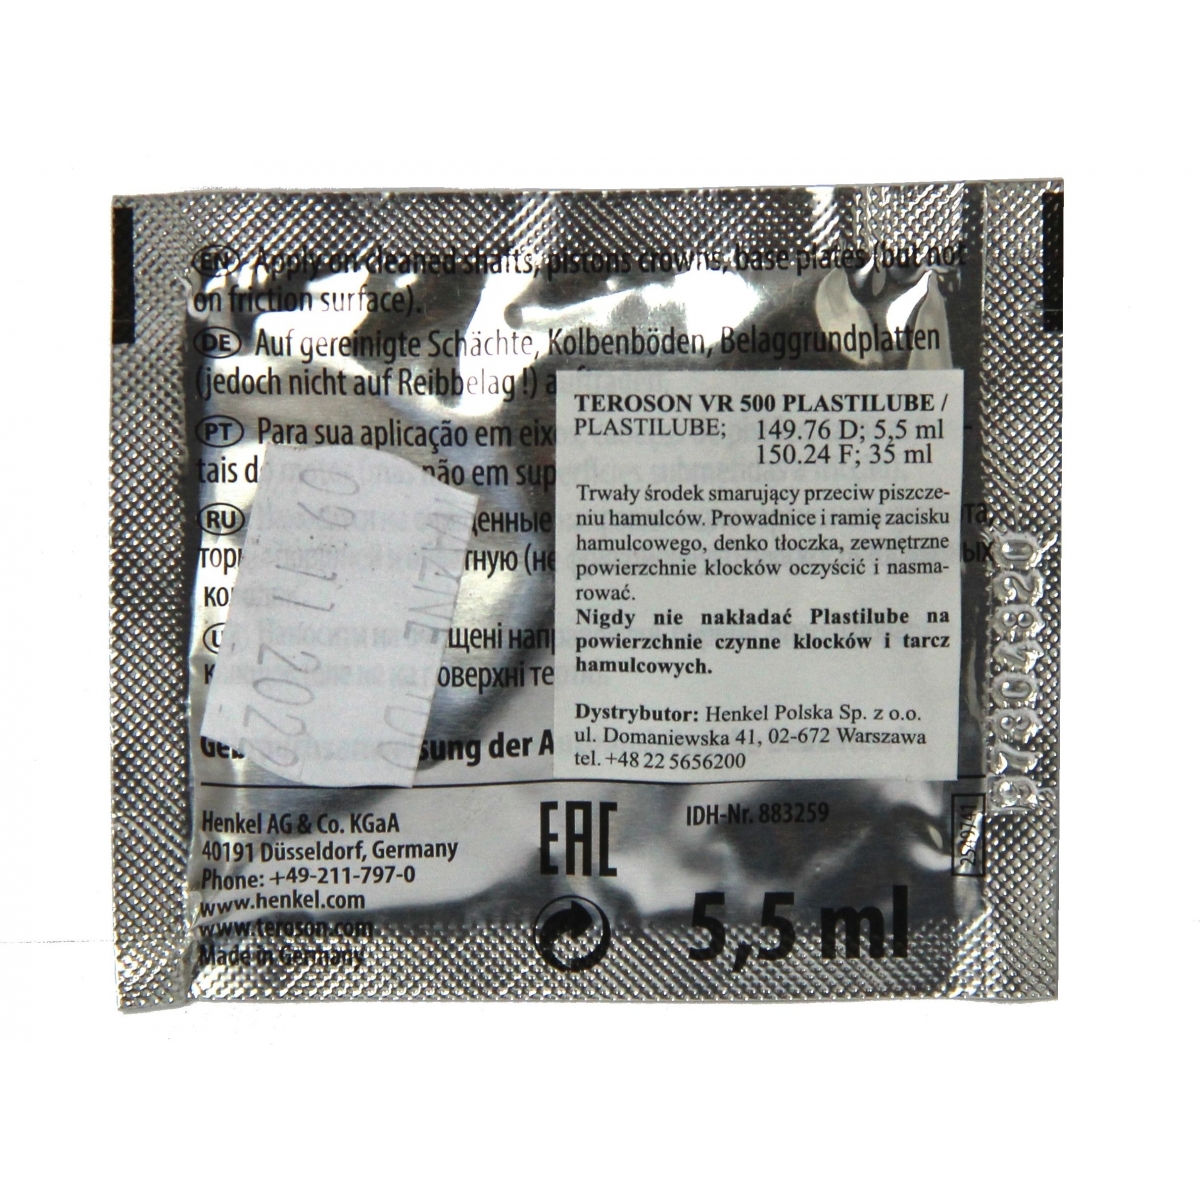 EN Apply on cleaned shafts, pistons crowns, base plates (but not
on friction surface).
DE Auf gereinigte Schächte, Kolbenböden, Belaggrundplatten
(jedoch nicht auf Reibbelag!)
PT Para sua aplicação em
tais não em
RU
UA
TEROSON VR 500 PLASTILUBE /
PLASTILUBE; 149.76 D; 5,5 ml
150.24 F; 35 ml
Trwały środek smarujący przeciw piszcze-
niu hamulców. Prowadnice i ramię zacisku
hamulcowego, denko tłoczka, zewnętrzne
powierzchnie klocków oczyścić i nasma-
rować.
Nigdy nie nakładać Plastilube na
powierzchnie czynne klocków i tarcz
hamulcowych.
Dystrybutor: Henkel Polska Sp. z o.o.
ul. Domaniewska 41, 02-672 Warszawa
tel. +48 22 5656200
09.11.2022
der
Henkel AG & Co. KGaA
40191 Düsseldorf, Germany
Phone: +49-211-797-0
www.henkel.com
www.teroson.com
Made in Germany
EAC
IDH-Nr. 883259
5,5 ml